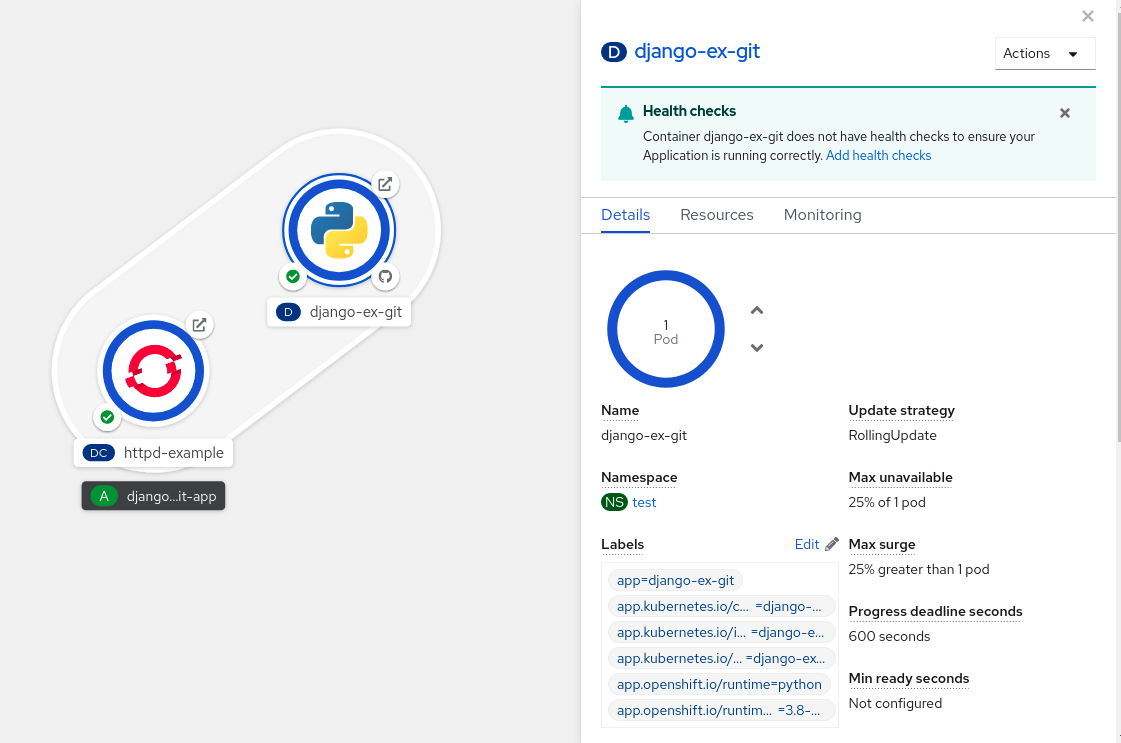 D django-ex-git
DC httpd-example
A django...it-app
D django-ex-git
Actions
Health checks
Container django-ex-git does not have health checks to ensure your
Application is running correctly. Add health checks
Details Resources Monitoring
1
Pod
Name
django-ex-git
Namespace
NS test
Labels Edit
app=django-ex-git
app.kubernetes.io/c... =django-...
app.kubernetes.io/i... =django-e...
app.kubernetes.io/... =django-ex...
app.openshift.io/runtime=python
app.openshift.io/runtim... =3.8-...
Update strategy
RollingUpdate
Max unavailable
25% of 1 pod
Max surge
25% greater than 1 pod
Progress deadline seconds
600 seconds
Min ready seconds
Not configured